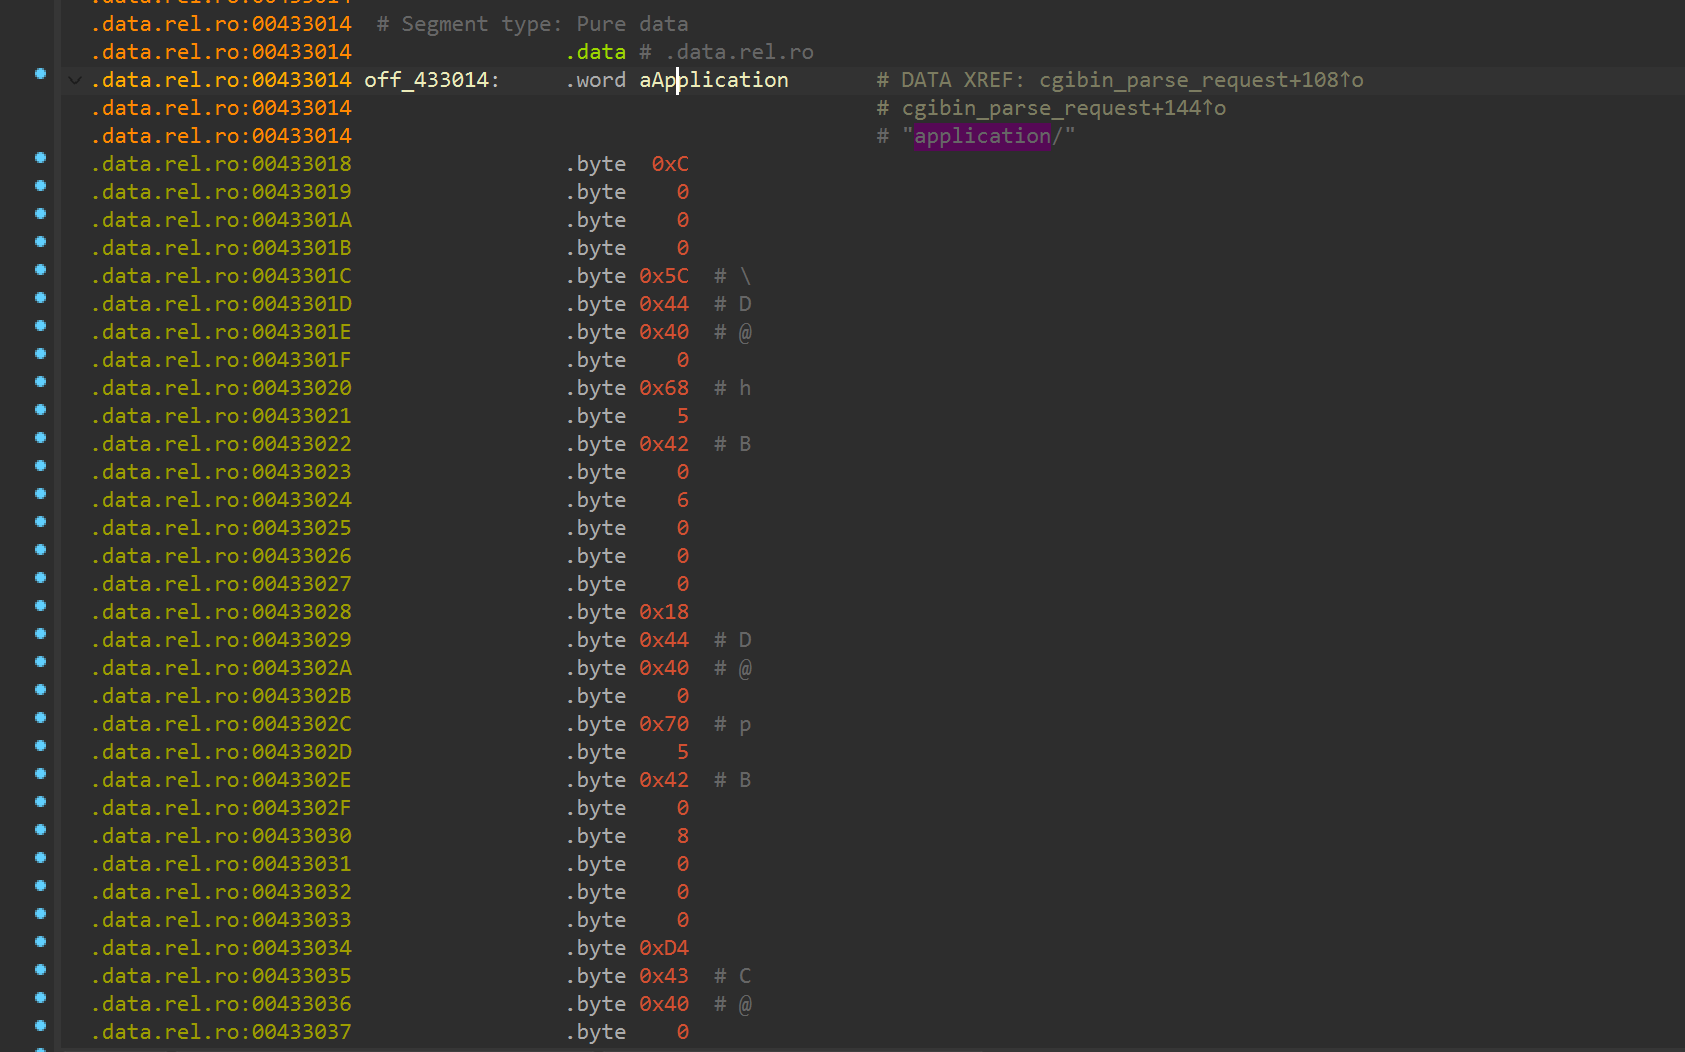 .data.rel.ro:00433014 # Segment type: Pure data
.data.rel.ro:00433014 .data # .data.rel.ro
.data.rel.ro:00433014 off_433014: .word aApplication # DATA XREF: cgibin_parse_request+108↑o
.data.rel.ro:00433014 # cgibin_parse_request+144↑o
.data.rel.ro:00433014 # "application/"
.data.rel.ro:00433018 .byte 0xC
.data.rel.ro:00433019 .byte 0
.data.rel.ro:0043301A .byte 0
.data.rel.ro:0043301B .byte 0
.data.rel.ro:0043301C .byte 0x5C # \
.data.rel.ro:0043301D .byte 0x44 # D
.data.rel.ro:0043301E .byte 0x40 # @
.data.rel.ro:0043301F .byte 0
.data.rel.ro:00433020 .byte 0x68 # h
.data.rel.ro:00433021 .byte 5
.data.rel.ro:00433022 .byte 0x42 # B
.data.rel.ro:00433023 .byte 0
.data.rel.ro:00433024 .byte 6
.data.rel.ro:00433025 .byte 0
.data.rel.ro:00433026 .byte 0
.data.rel.ro:00433027 .byte 0
.data.rel.ro:00433028 .byte 0x18
.data.rel.ro:00433029 .byte 0x44 # D
.data.rel.ro:0043302A .byte 0x40 # @
.data.rel.ro:0043302B .byte 0
.data.rel.ro:0043302C .byte 0x70 # p
.data.rel.ro:0043302D .byte 5
.data.rel.ro:0043302E .byte 0x42 # B
.data.rel.ro:0043302F .byte 0
.data.rel.ro:00433030 .byte 8
.data.rel.ro:00433031 .byte 0
.data.rel.ro:00433032 .byte 0
.data.rel.ro:00433033 .byte 0
.data.rel.ro:00433034 .byte 0xD4
.data.rel.ro:00433035 .byte 0x43 # C
.data.rel.ro:00433036 .byte 0x40 # @
.data.rel.ro:00433037 .byte 0